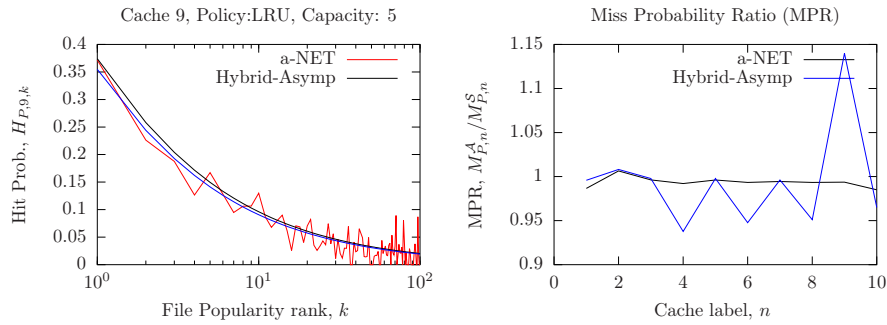 Cache 9, Policy:LRU, Capacity: 5
Hit Prob., H_{P,9,k}
0.4
0.35
0.3
0.25
0.2
0.15
0.1
0.05
0
a-NET
Hybrid-Asymp
10^0
10^1
10^2
File Popularity rank, k
Miss Probability Ratio (MPR)
MPR, M^A_{P,n}/M^S_{P,n}
1.15
1.1
1.05
1
0.95
0.9
a-NET
Hybrid-Asymp
0
2
4
6
8
10
Cache label, n